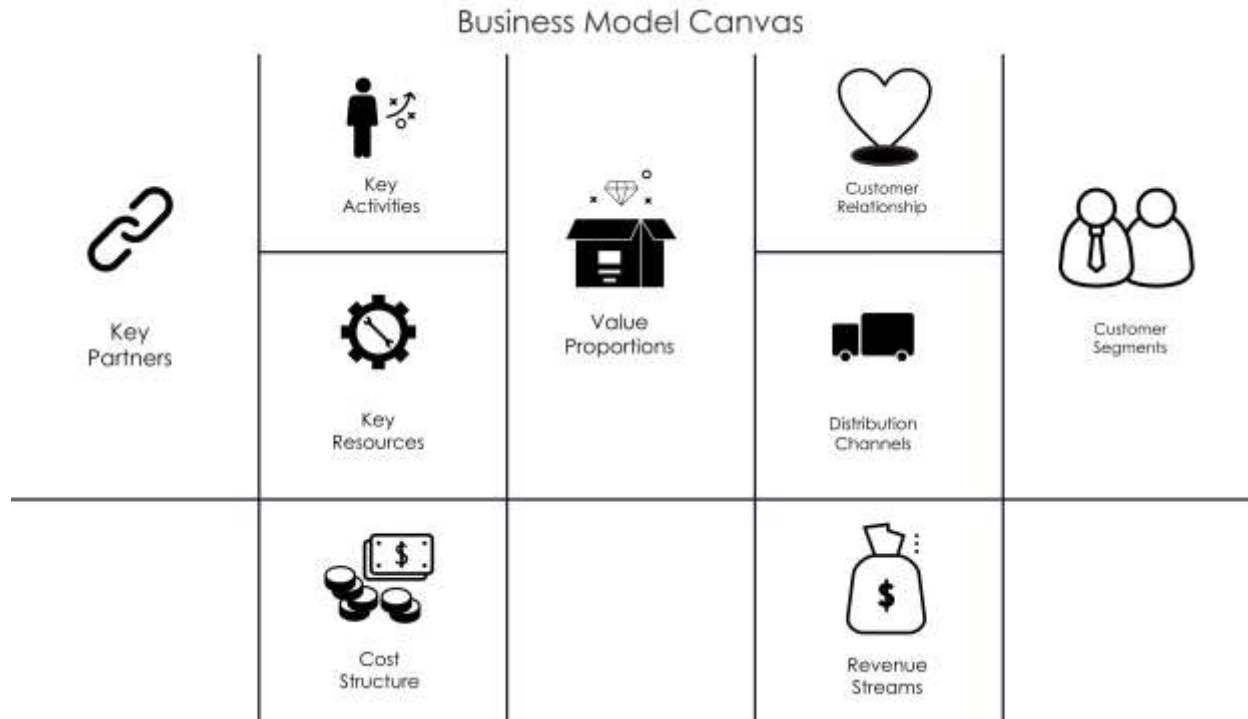 Business Model Canvas
Key
Partners
Key
Activities
Key
Resources
Value
Proportions
Customer
Relationship
Distribution
Channels
Customer
Segments
Cost
Structure
Revenue
Streams